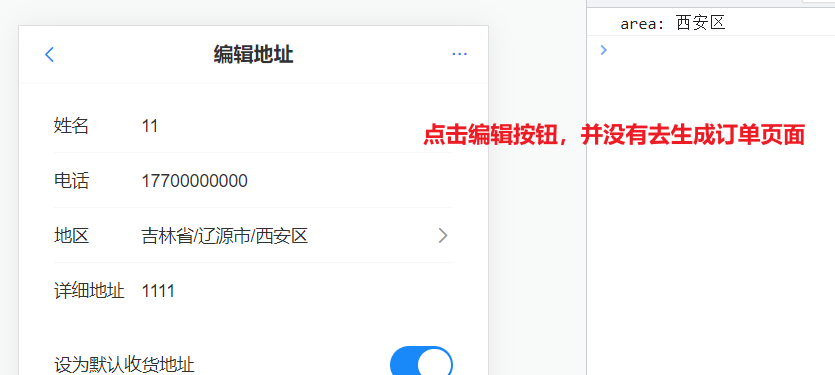 area: 西安区
编辑地址
姓名 11
点击编辑按钮，并没有去生成订单页面
电话 17700000000
地区 吉林省/辽源市/西安区
详细地址 1111
设为默认收货地址